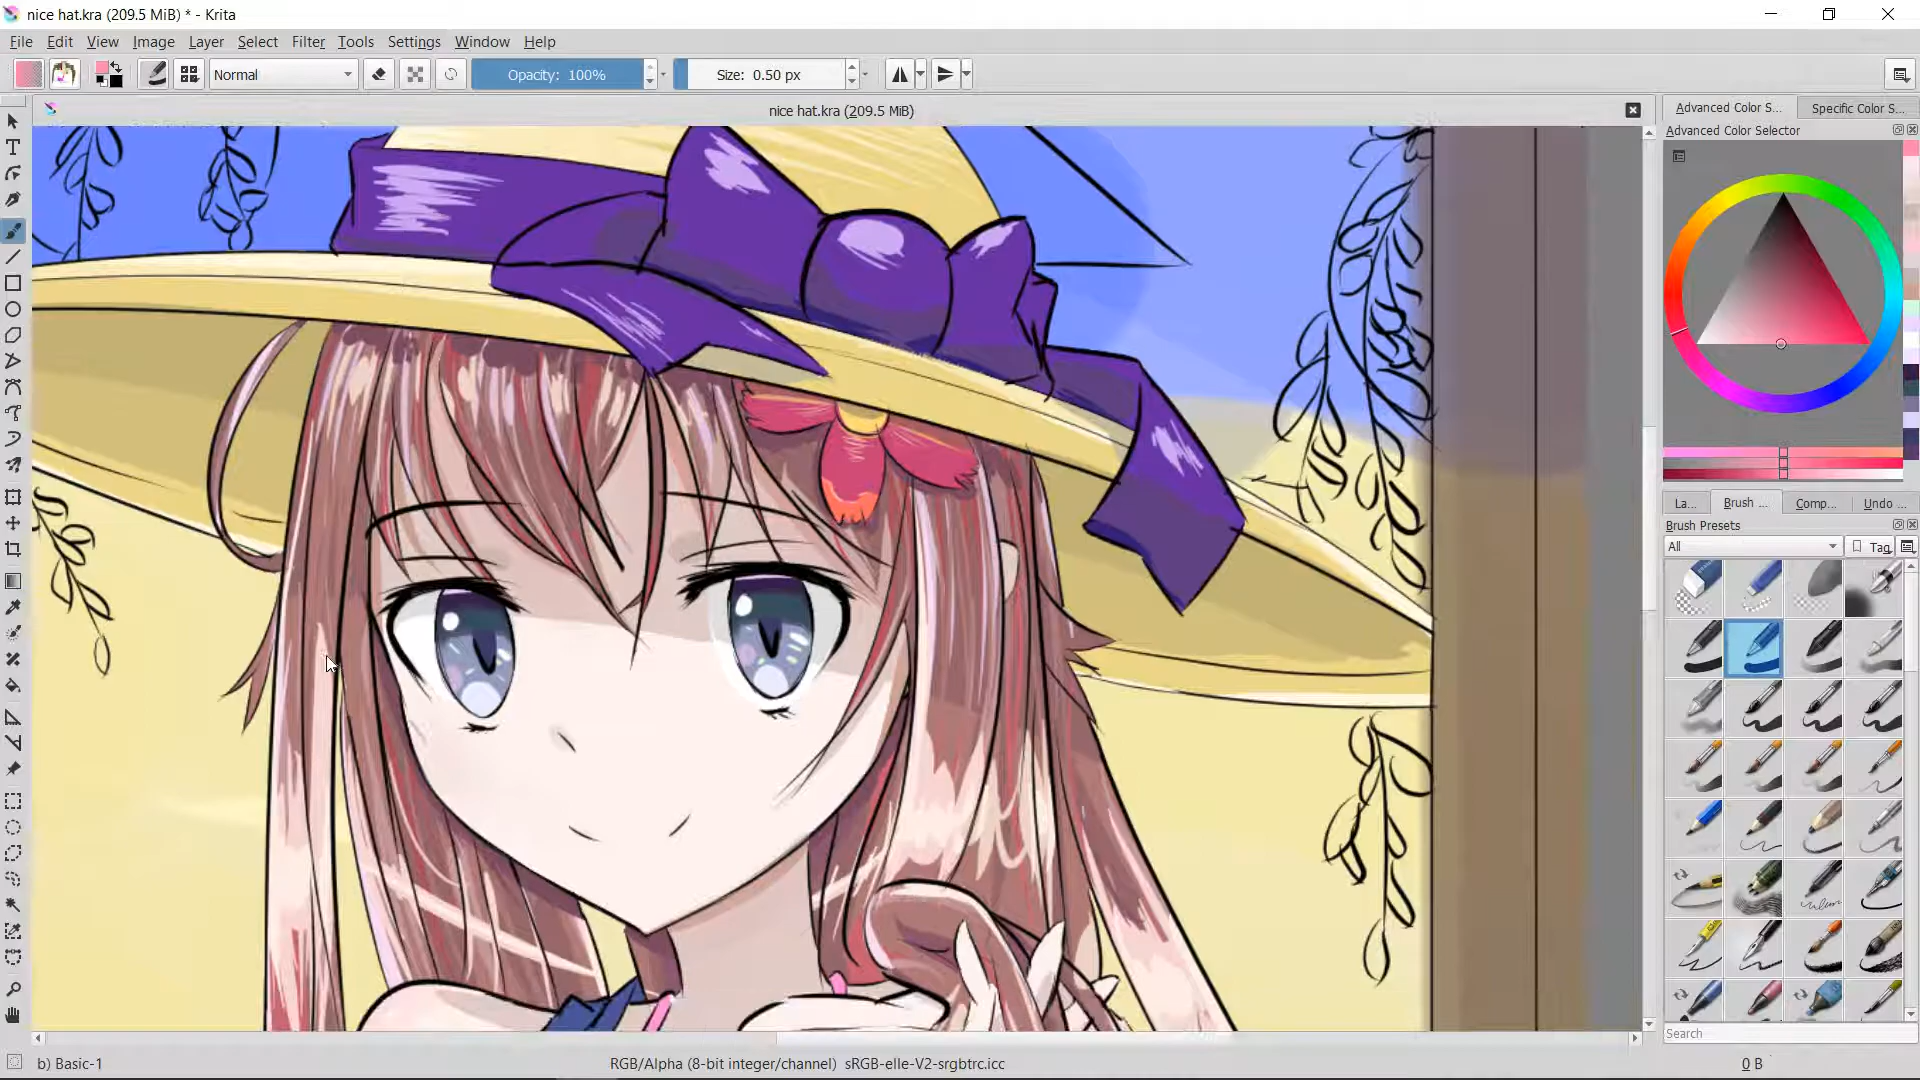 nice hat.kra (209.5 MiB) * - Krita
File Edit View Image Layer Select Filter Tools Settings Window Help
Normal
Opacity: 100%
Size: 0.50 px
nice hat.kra (209.5 MiB)
Advanced Color S...
Specific Color S...
Advanced Color Selector
La...
Brush ...
Comp...
Undo ...
Brush Presets
All
Tag
Search
b) Basic-1
RGB/Alpha (8-bit integer/channel) sRGB-elle-V2-srgbtrc.icc
0 B